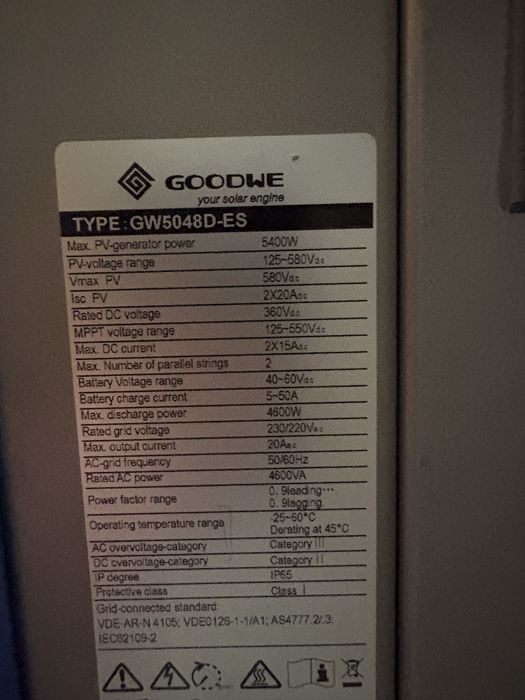 GOODWE
your solar engine
TYPE: GW5048D-ES
Max. PV-generator power 5400W
PV-voltage range 125~580Vdc
Vmax PV 580Vdc
Isc PV 2X20Adc
Rated DC voltage 360Vdc
MPPT voltage range 125~550Vdc
Max. DC current 2X15Adc
Max. Number of parallel strings 2
Battery Voltage range 40~60Vdc
Battery charge current 5~50A
Max. discharge power 4600W
Rated grid voltage 230/220Vac
Max. output current 20Aac
AC-grid frequency 50/60Hz
Rated AC power 4600VA
Power factor range 0. 9leading···
0. 9lagging
Operating temperature range -25~60°C
Derating at 45°C
AC overvoltage-category Category III
DC overvoltage-category Category II
IP degree IP65
Protective class Class I
Grid-connected standard:
VDE-AR-N 4105; VDE0126-1-1/A1; AS4777.2/.3;
IEC62109-2